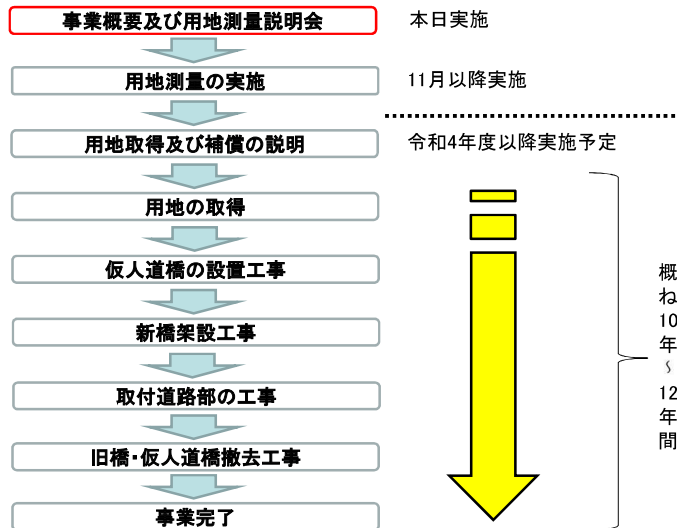 事業概要及び用地測量説明会
本日実施
用地測量の実施
11月以降実施
用地取得及び補償の説明
令和4年度以降実施予定
用地の取得
仮人道橋の設置工事
新橋架設工事
取付道路部の工事
旧橋・仮人道橋撤去工事
事業完了
概ね10年～12年間